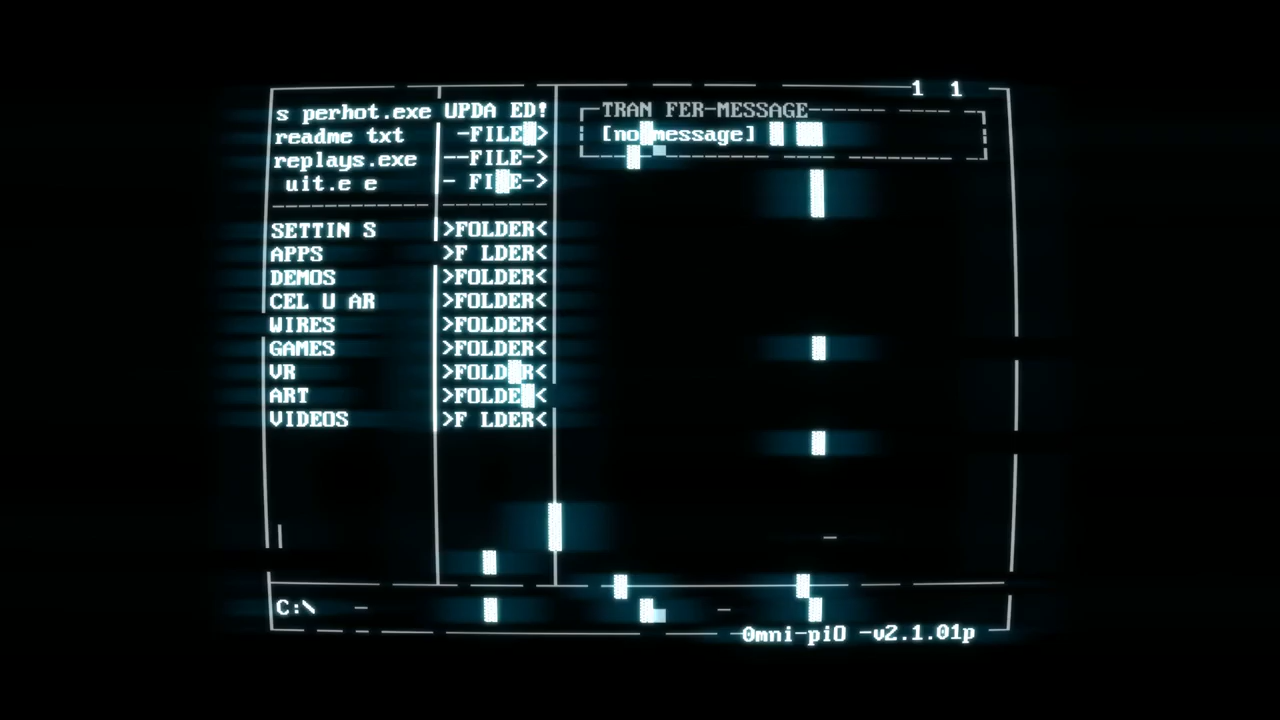 1 1
s perhot.exe UPDA ED!
readme txt -FILE >
replays.exe --FILE->
uit.e e - FI E->
SETTIN S >FOLDER<
APPS >F LDER<
DEMOS >FOLDER<
CEL U AR >FOLDER<
WIRES >FOLDER<
GAMES >FOLDER<
VR >FOLD R<
ART >FOLDE <
VIDEOS >F LDER<
TRAN FER-MESSAGE
[no message]
C:\
Omni-piO -v2.1.01p